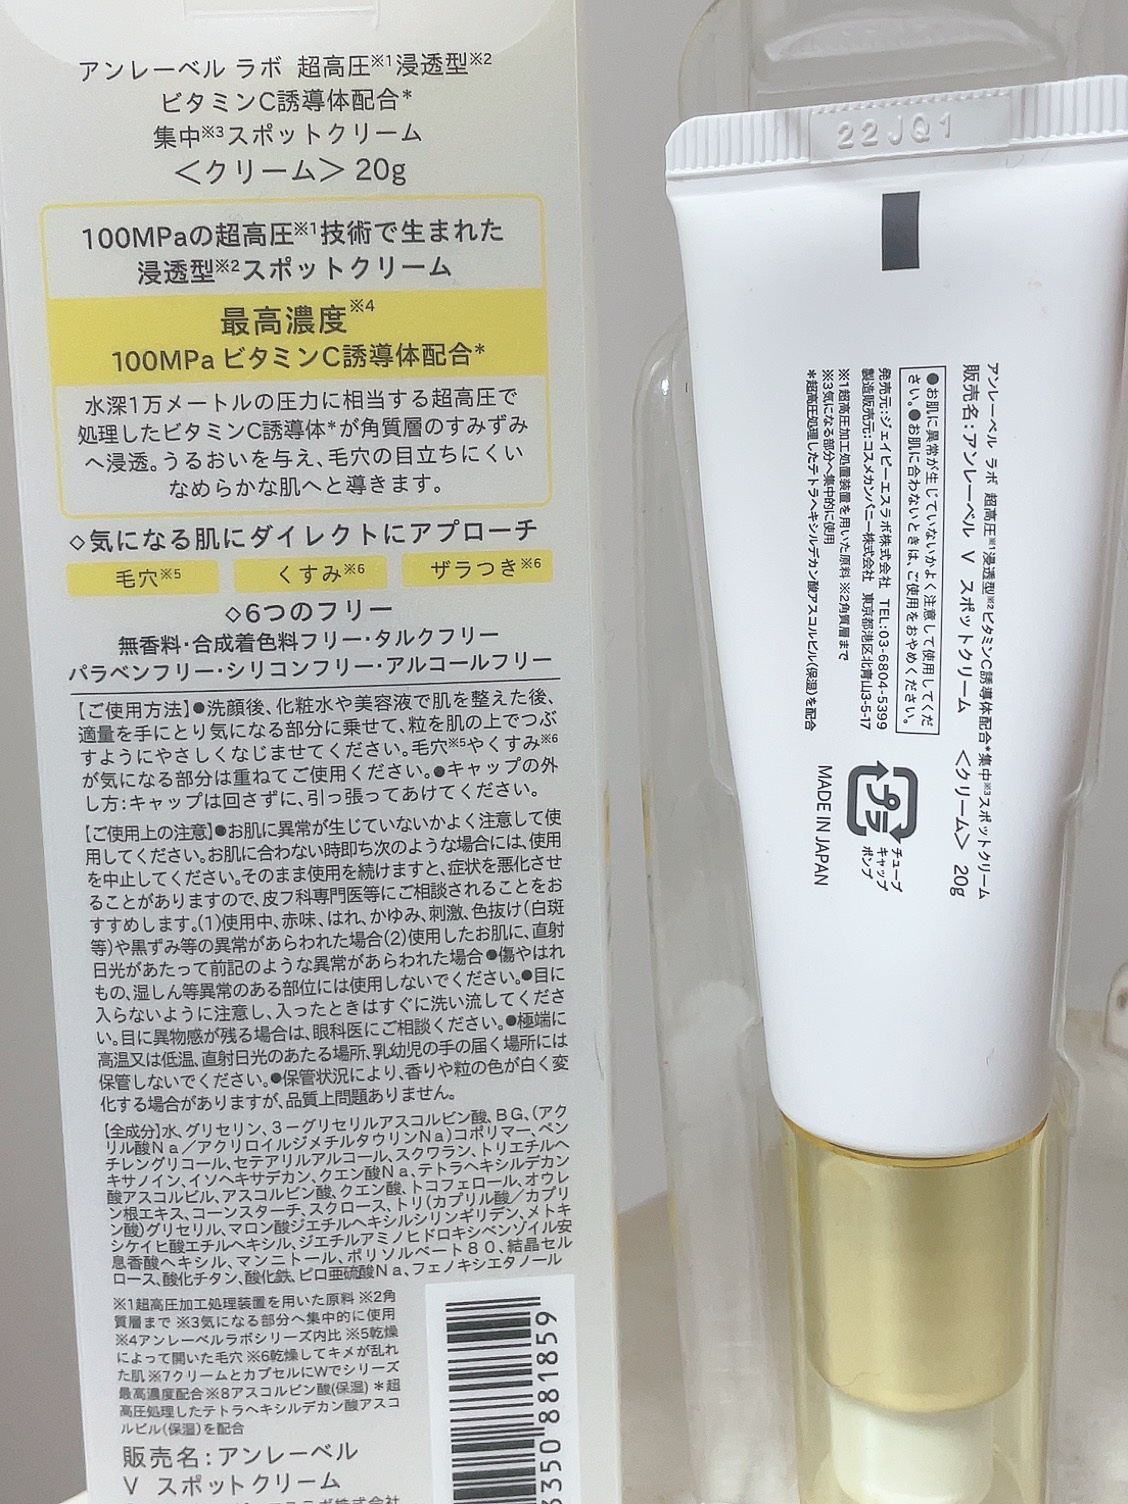 アンレーベル ラボ 超高圧※1浸透型※2
ビタミンC誘導体配合*
集中※3スポットクリーム
＜クリーム＞ 20g
100MPaの超高圧※1技術で生まれた
浸透型※2スポットクリーム
最高濃度※4
100MPa ビタミンC誘導体配合*
水深1万メートルの圧力に相当する超高圧で
処理したビタミンC誘導体*が角質層のすみずみ
へ浸透。うるおいを与え、毛穴の目立ちにくい
なめらかな肌へと導きます。
◇気になる肌にダイレクトにアプローチ
毛穴※5 くすみ※6 ザラつき※6
◇6つのフリー
無香料・合成着色料フリー・タルクフリー
パラベンフリー・シリコンフリー・アルコールフリー
【ご使用方法】●洗顔後、化粧水や美容液で肌を整えた後、
適量を手にとり気になる部分に乗せて、粒を肌の上でつぶ
すようにやさしくなじませてください。毛穴※5やくすみ※6
が気になる部分は重ねてご使用ください。●キャップの外
し方:キャップは回さずに、引っ張ってあけてください。
【ご使用上の注意】●お肌に異常が生じていないかよく注意して使
用してください。お肌に合わない時即ち次のような場合には、使用
を中止してください。そのまま使用を続けますと、症状を悪化させ
ることがありますので、皮フ科専門医等にご相談されることをお
すすめします。(1)使用中、赤味、はれ、かゆみ、刺激、色抜け(白斑
等)や黒ずみ等の異常があらわれた場合(2)使用したお肌に、直射
日光があたって前記のような異常があらわれた場合●傷やはれ
もの、湿しん等異常のある部位には使用しないでください。●目に
入らないように注意し、入ったときはすぐに洗い流してくださ
い。目に異物感が残る場合は、眼科医にご相談ください。●極端に
高温又は低温、直射日光のあたる場所、乳幼児の手の届く場所には
保管しないでください。●保管状況により、香りや粒の色が白く変
化する場合がありますが、品質上問題ありません。
【全成分】水、グリセリン、3－グリセリルアスコルビン酸、BG、(アク
リル酸Na／アクリロイルジメチルタウリンNa)コポリマー、ペン
チレングリコール、セテアリルアルコール、スクワラン、トリエチルヘ
キサノイン、イソヘキサデカン、クエン酸Na、テトラヘキシルデカン
酸アスコルビル、アスコルビン酸、クエン酸、トコフェロール、オウレ
ン根エキス、コーンスターチ、スクロース、トリ(カプリル酸／カプリ
ン酸)グリセリル、マロン酸ジエチルヘキシルシリンギリデン、メトキ
シケイヒ酸エチルヘキシル、ジエチルアミノヒドロキシベンゾイル安
息香酸ヘキシル、マンニトール、ポリソルベート80、結晶セル
ロース、酸化チタン、酸化鉄、ピロ亜硫酸Na、フェノキシエタノール
※1超高圧加工処理装置を用いた原料 ※2角
質層まで ※3気になる部分へ集中的に使用
※4アンレーベルラボシリーズ内比 ※5乾燥
によって開いた毛穴 ※6乾燥してキメが乱れ
た肌 ※7クリームとカプセルにWでシリーズ
最高濃度配合※8アスコルビン酸(保湿) *超
高圧処理したテトラヘキシルデカン酸アスコ
ルビル(保湿)を配合
販売名:アンレーベル
V スポットクリーム
3350 881859
22JQ1
アンレーベル ラボ 超高圧※1浸透型※2ビタミンC誘導体配合*集中※3スポットクリーム
販売名:アンレーベル V スポットクリーム ＜クリーム＞ 20g
●お肌に異常が生じていないかよく注意して使用してくだ
さい。●お肌に合わないときは、ご使用をおやめください。
発売元:ジェイピーエスラボ株式会社 TEL:03-6804-5399
製造販売元:コスメカンパニー株式会社 東京都港区北青山3-5-17
※1超高圧加工処置装置を用いた原料 ※2角質層まで
※3気になる部分へ集中的に使用
*超高圧処理したテトラヘキシルデカン酸アスコルビル(保湿)を配合
プラ
チューブ
キャップ
ポンプ
MADE IN JAPAN